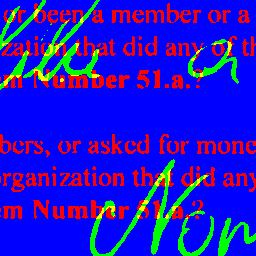 or been a member or a
zation that did any of th
em Number 51.a.?
bers, or asked for mone
organization that did any
em Number 51.a.?